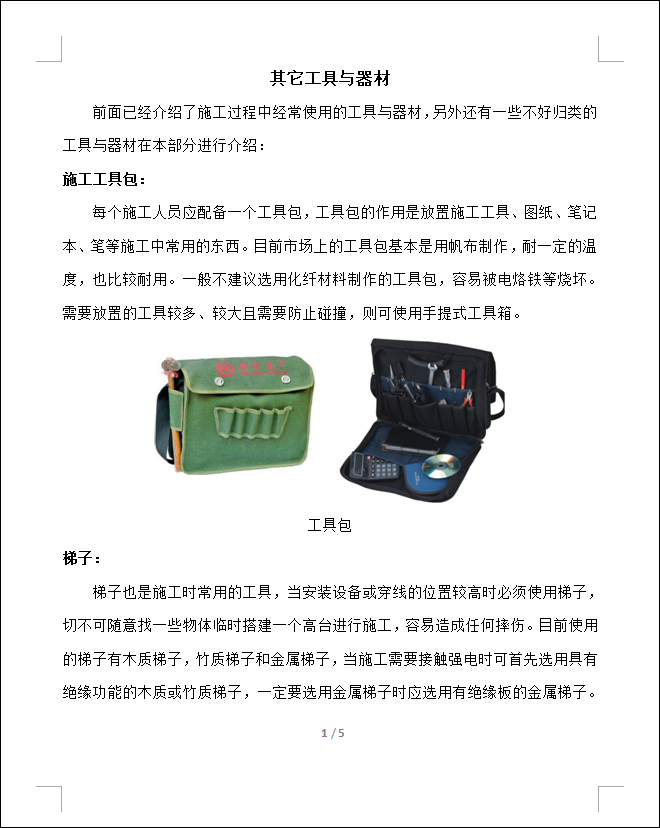 其它工具与器材
前面已经介绍了施工过程中经常使用的工具与器材，另外还有一些不好归类的
工具与器材在本部分进行介绍：
施工工具包：
每个施工人员应配备一个工具包，工具包的作用是放置施工工具、图纸、笔记
本、笔等施工中常用的东西。目前市场上的工具包基本是用帆布制作，耐一定的温
度，也比较耐用。一般不建议选用化纤材料制作的工具包，容易被电烙铁等烧坏。
需要放置的工具较多、较大且需要防止碰撞，则可使用手提式工具箱。
工具包
梯子：
梯子也是施工时常用的工具，当安装设备或穿线的位置较高时必须使用梯子，
切不可随意找一些物体临时搭建一个高台进行施工，容易造成任何摔伤。目前使用
的梯子有木质梯子，竹质梯子和金属梯子，当施工需要接触强电时可首先选用具有
绝缘功能的木质或竹质梯子，一定要选用金属梯子时应选用有绝缘板的金属梯子。
1 / 5